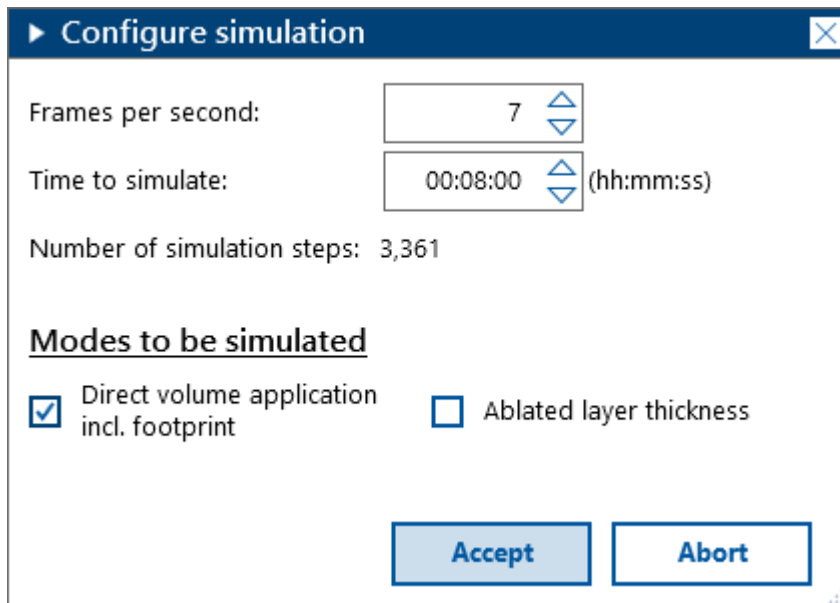 Configure simulation
Frames per second: 7
Time to simulate: 00:08:00 (hh:mm:ss)
Number of simulation steps: 3,361
Modes to be simulated
Direct volume application
incl. footprint
Ablated layer thickness
Accept Abort